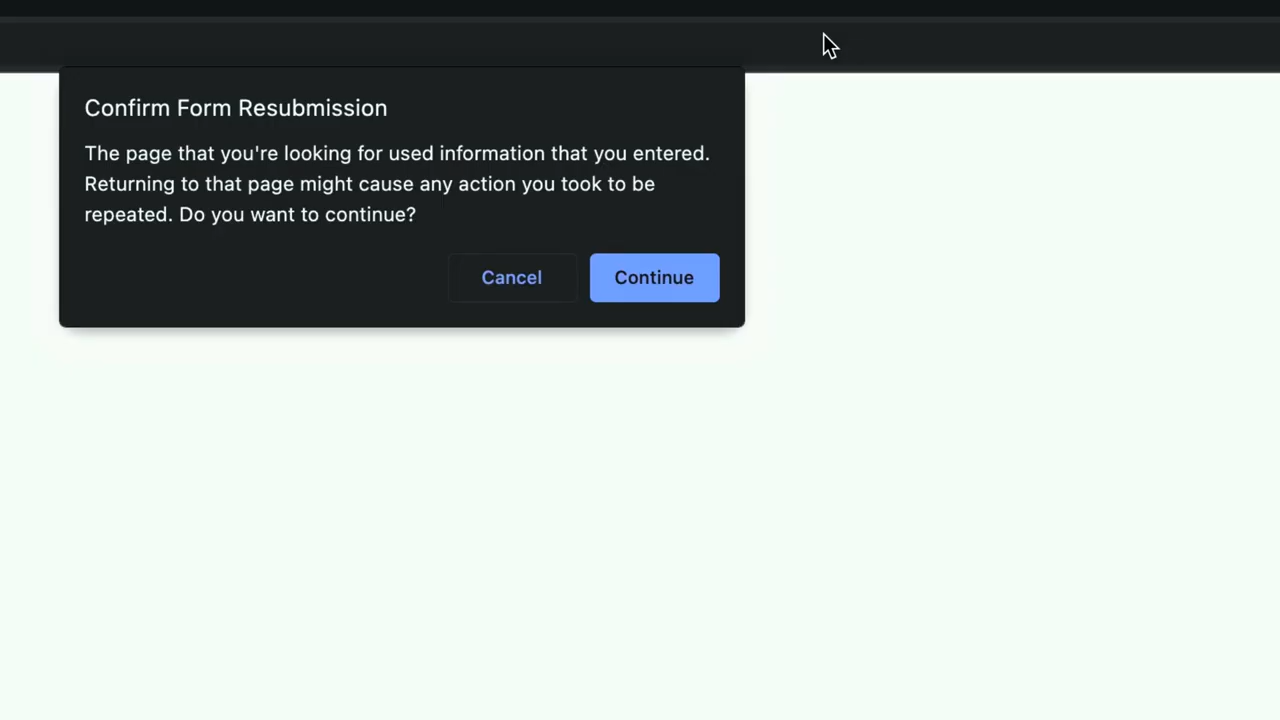 Confirm Form Resubmission
The page that you're looking for used information that you entered.
Returning to that page might cause any action you took to be
repeated. Do you want to continue?
Cancel
Continue